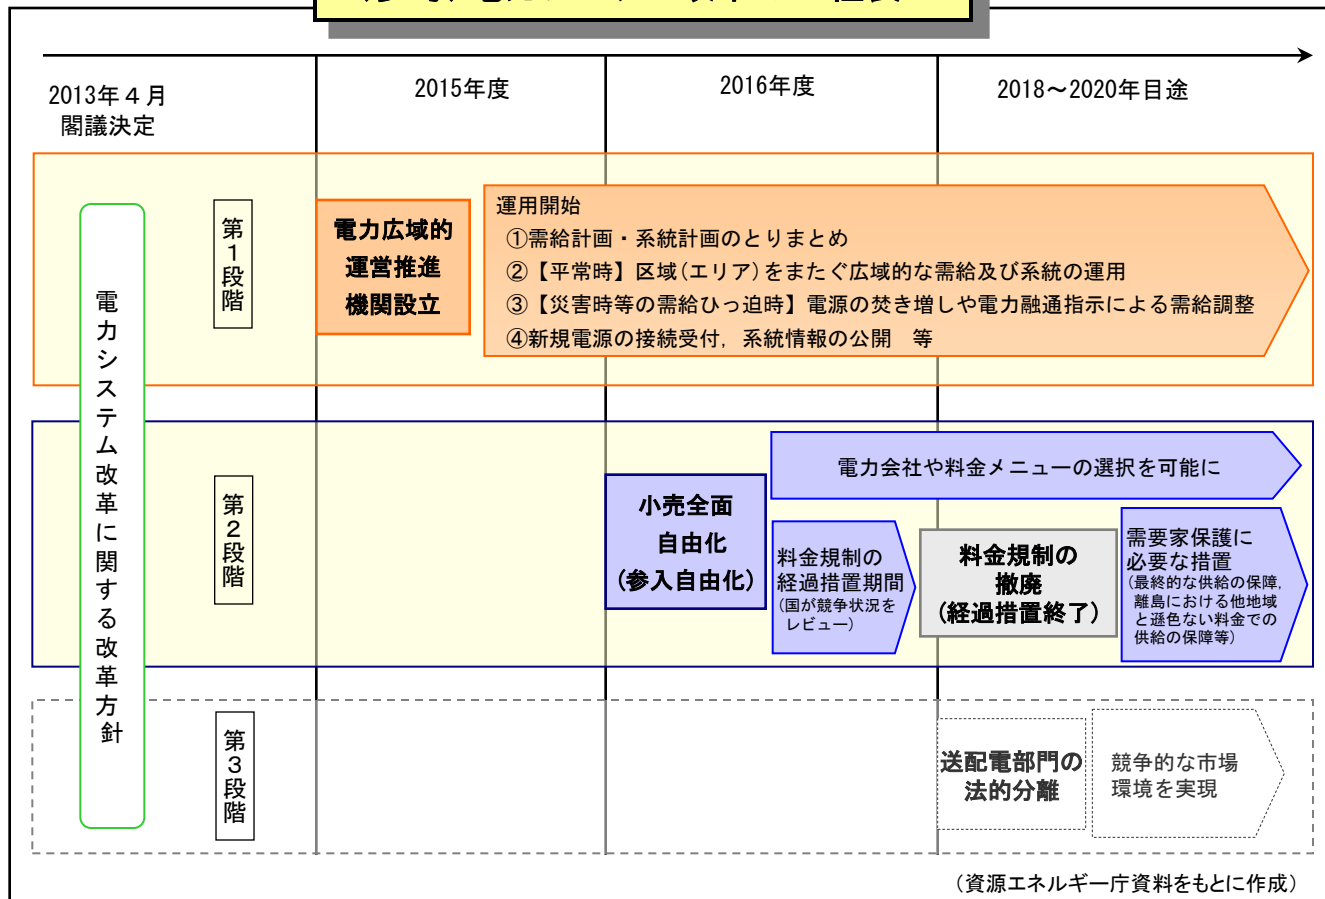 2013年４月
閣議決定
2015年度
2016年度
2018～2020年目途
電力システム改革に関する改革方針
第1段階
電力広域的
運営推進
機関設立
運用開始
①需給計画・系統計画のとりまとめ
②【平常時】区域(エリア)をまたぐ広域的な需給及び系統の運用
③【災害時等の需給ひっ迫時】電源の焚き増しや電力融通指示による需給調整
④新規電源の接続受付，系統情報の公開　等
第2段階
小売全面
自由化
(参入自由化)
電力会社や料金メニューの選択を可能に
料金規制の
経過措置期間
(国が競争状況を
レビュー)
料金規制の
撤廃
(経過措置終了)
需要家保護に
必要な措置
(最終的な供給の保障,
離島における他地域
と遜色ない料金での
供給の保障等)
第3段階
送配電部門の
法的分離
競争的な市場
環境を実現
（資源エネルギー庁資料をもとに作成）